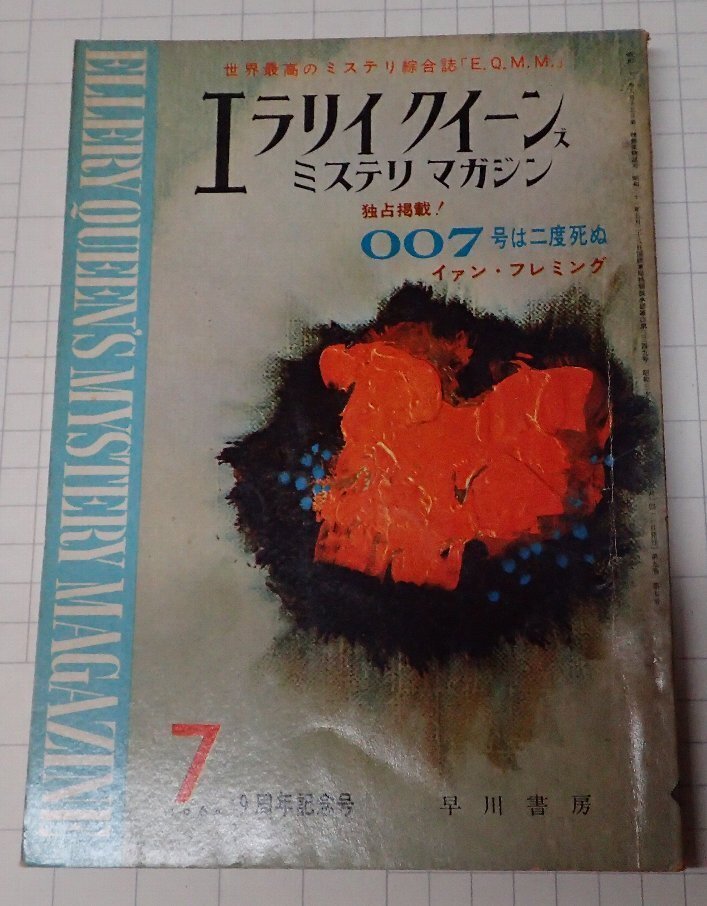 世界最高のミステリ綜合誌「E.Q.M.M.」
エラリイ クイーンズ
ミステリ マガジン
独占掲載!
007号は二度死ぬ
イァン・フレミング
ELLERY QUEEN'S MYSTERY MAGAZINE
7
9周年記念号
早川書房